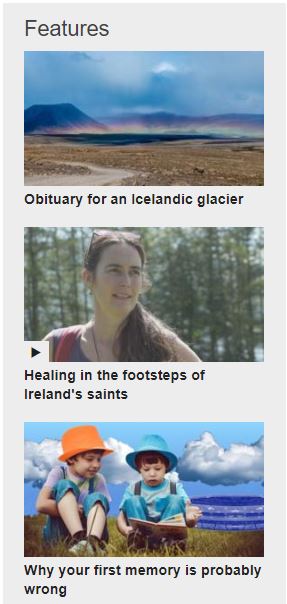 Features
Obituary for an Icelandic glacier
Healing in the footsteps of
Ireland's saints
Why your first memory is probably
wrong